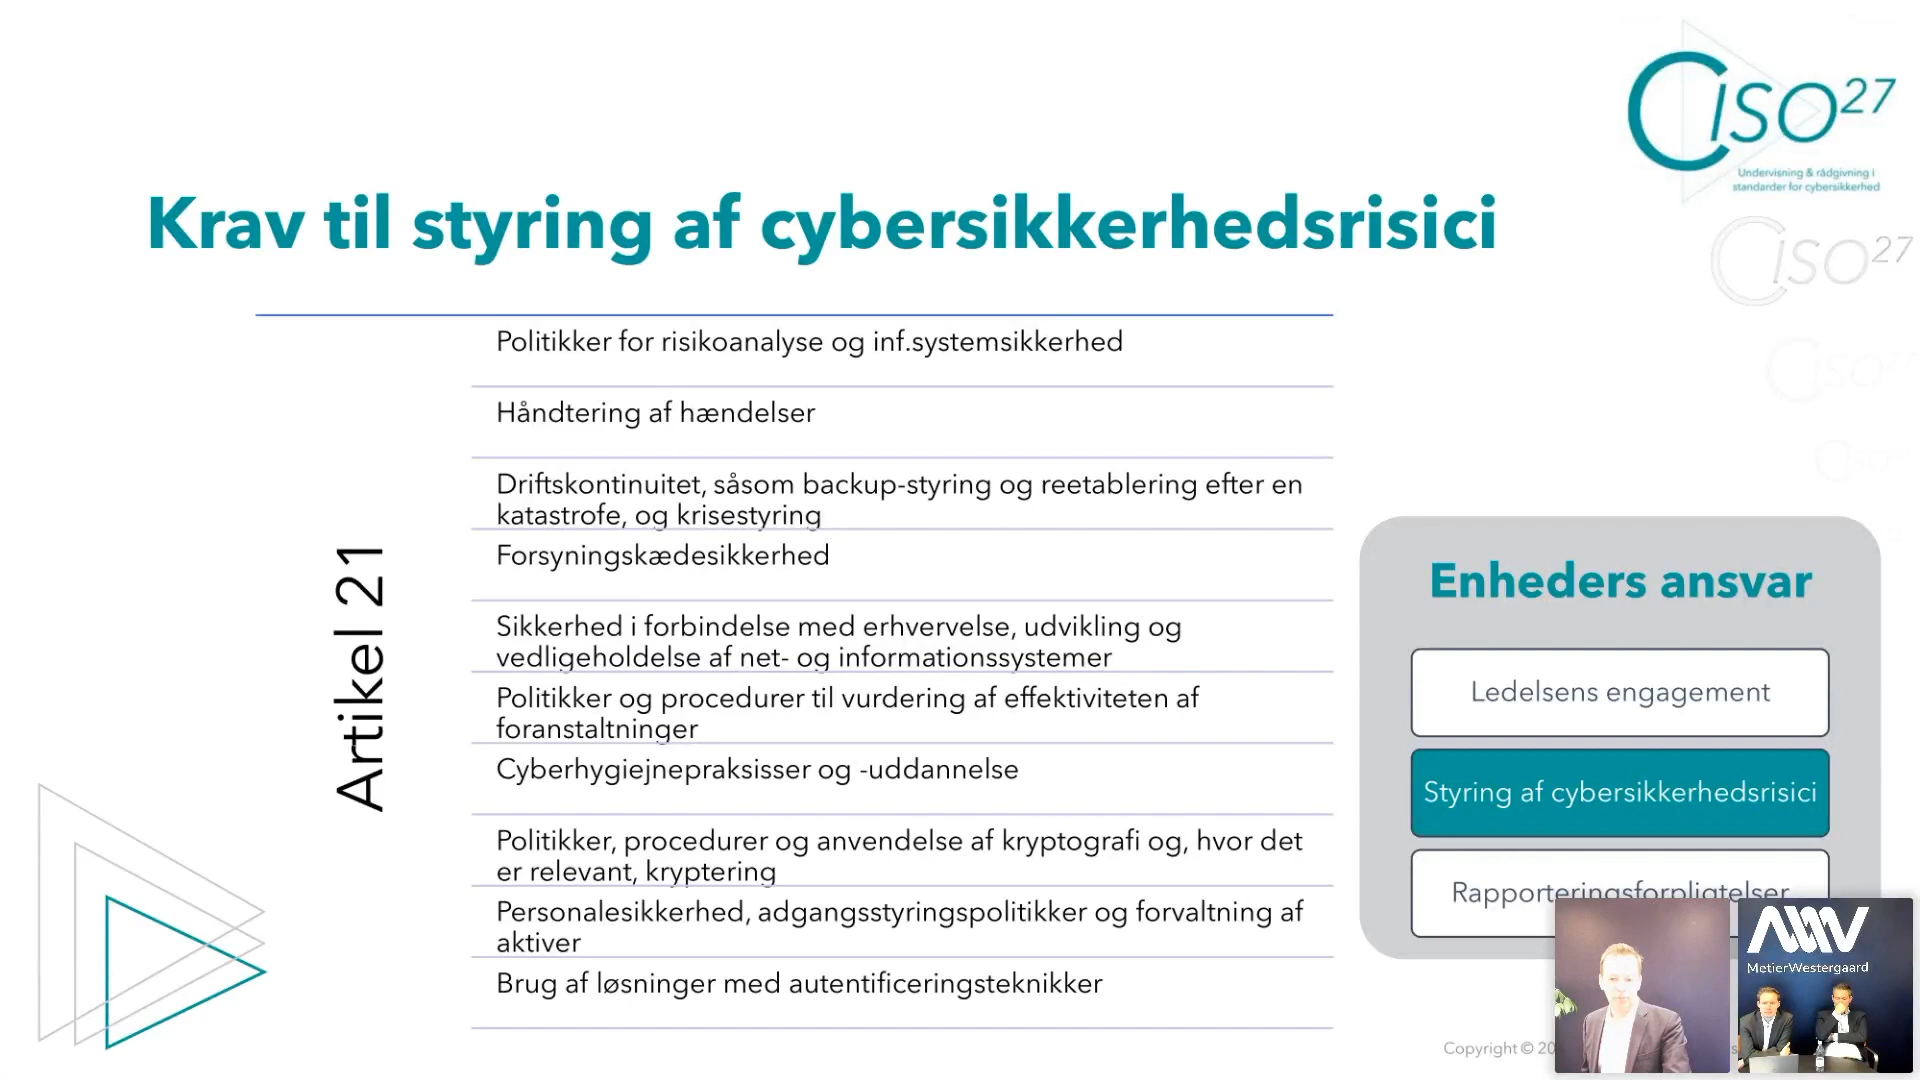 CISO27
Undervisning & rådgivning i
standarder for cybersikkerhed
Krav til styring af cybersikkerhedsrisici
CISO27
Artikel 21
Politikker for risikoanalyse og inf.systemsikkerhed
Håndtering af hændelser
Driftskontinuitet, såsom backup-styring og reetablering efter en
katastrofe, og krisestyring
Forsyningskædesikkerhed
Sikkerhed i forbindelse med erhvervelse, udvikling og
vedligeholdelse af net- og informationssystemer
Politikker og procedurer til vurdering af effektiviteten af
foranstaltninger
Cyberhygiejnepraksisser og -uddannelse
Politikker, procedurer og anvendelse af kryptografi og, hvor det
er relevant, kryptering
Personalesikkerhed, adgangsstyringspolitikker og forvaltning af
aktiver
Brug af løsninger med autentificeringsteknikker
Enheders ansvar
Ledelsens engagement
Styring af cybersikkerhedsrisici
Rapporteringsforpligtelser
MetierWestergaard
Copyright © 20